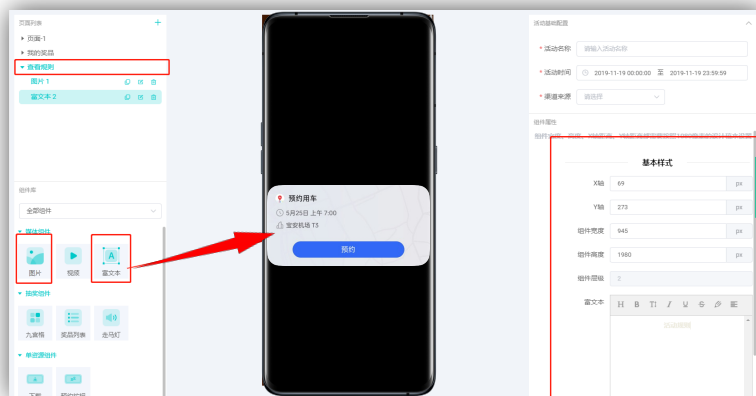 页面列表
+
页面-1
我的奖品
查看规则
图片 1
富文本 2
组件库
全部组件
媒体组件
图片
视频
富文本
A
抽奖组件
九宫格
奖品列表
走马灯
单资源组件
下载
预约用车
5月25日 上午 7:00
宝安机场 T5
预约
活动基础配置
* 活动名称
请输入活动名称
* 活动时间
2019-11-19 00:00:00 至 2019-11-19 23:59:59
* 渠道来源
请选择
组件属性
基本样式
X轴 69 px
Y轴 273 px
组件宽度 945 px
组件高度 1980 px
组件层级 2
富文本
H B TI I U S